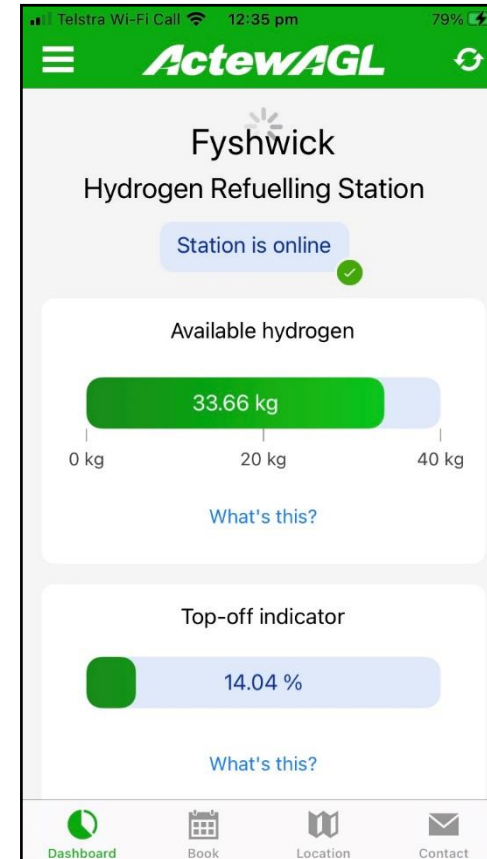 Telstra Wi-Fi Call 12:35 pm 79%
ActewAGL
Fyshwick
Hydrogen Refuelling Station
Station is online
Available hydrogen
33.66 kg
0 kg 20 kg 40 kg
What's this?
Top-off indicator
14.04 %
What's this?
Dashboard Book Location Contact